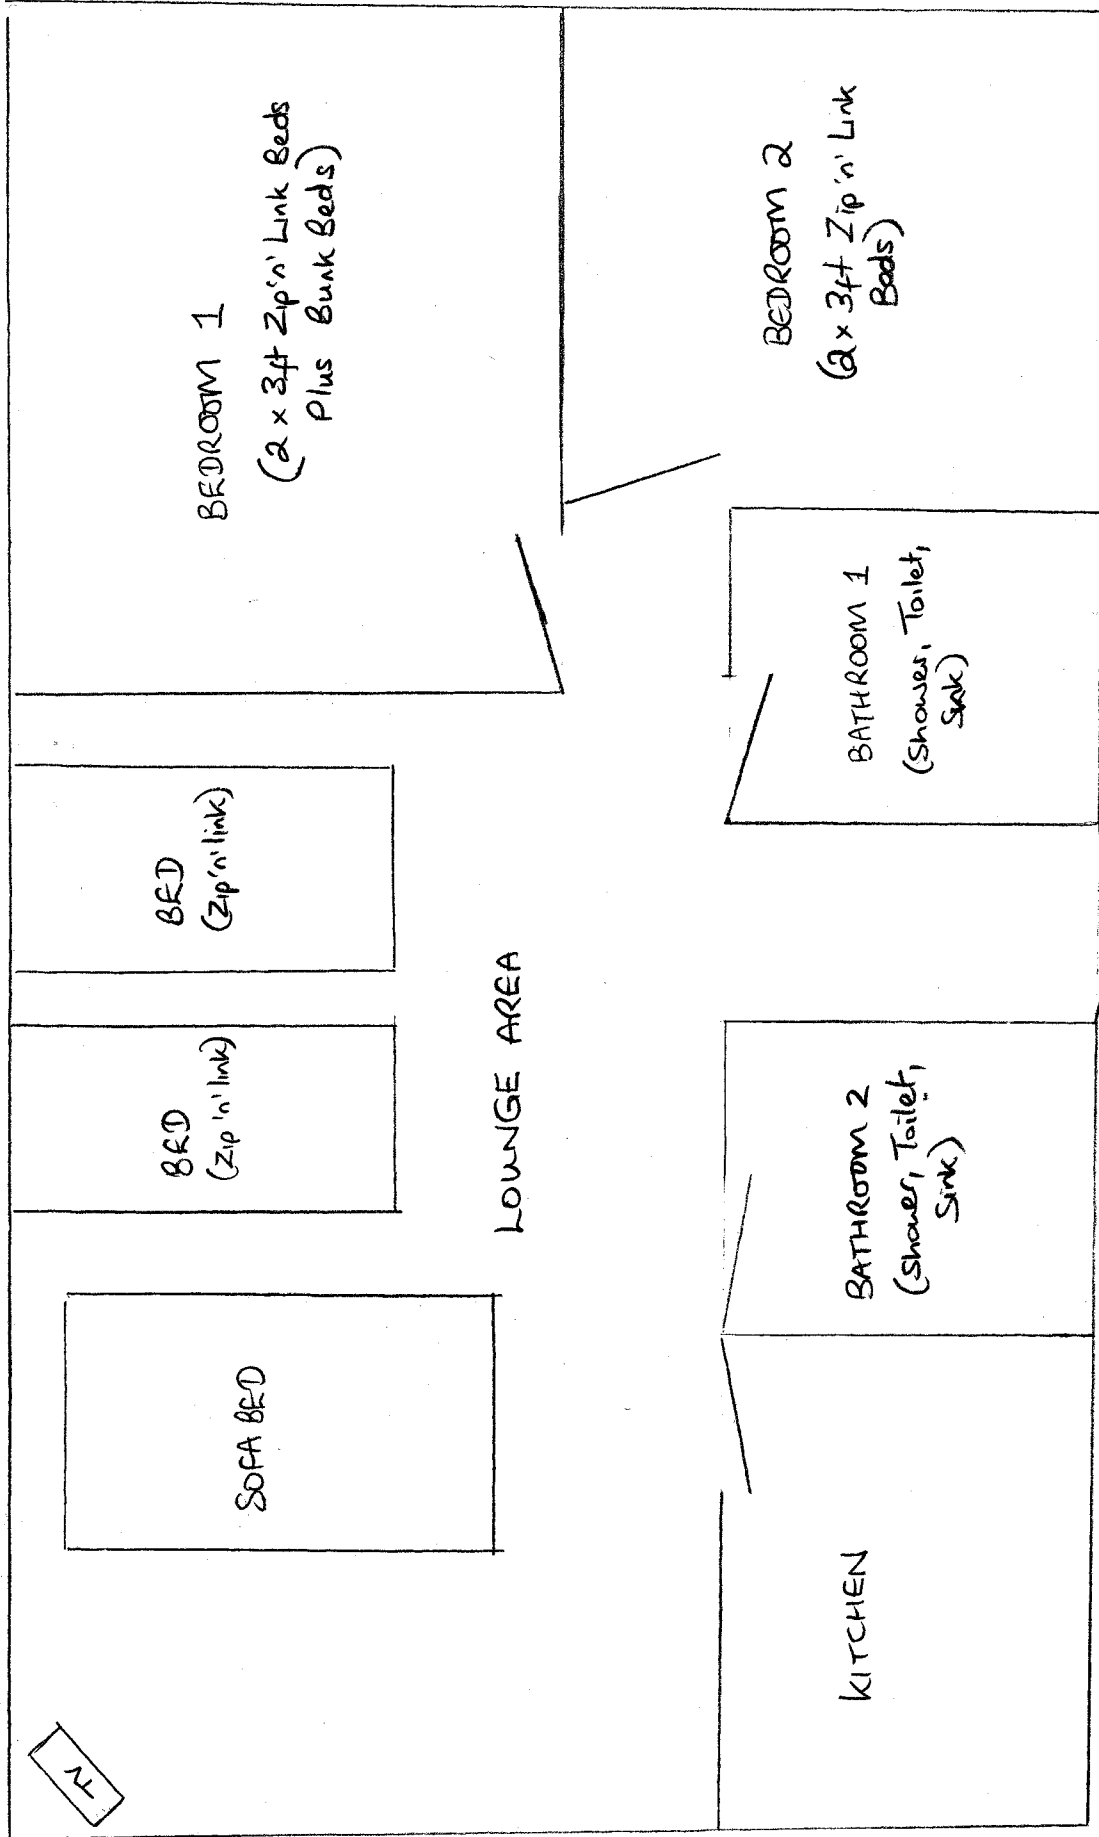 TV
SOFA BED
BED
(Zip 'n' link)
BED
(Zip 'n' link)
BEDROOM 1
(2 x 3ft Zip 'n' Link Beds
Plus Bunk Beds)
LOUNGE AREA
KITCHEN
BATHROOM 2
(Shower, Toilet,
Sink)
BATHROOM 1
(Shower, Toilet,
Sink)
BEDROOM 2
(2 x 3ft Zip 'n' Link
Beds)